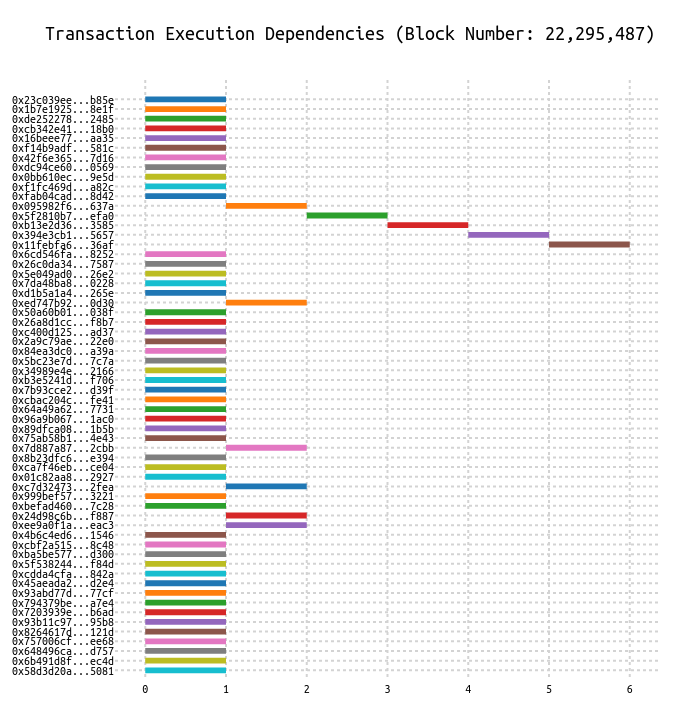 Transaction Execution Dependencies (Block Number: 22,295,487)
0x23c039ee...b85e
0x1b7e1925...8e1f
0xde252278...2485
0xcb342e41...18b0
0x16beee77...aa35
0xf14b9adf...581c
0x42f6e365...7d16
0xdc94ce60...0569
0x0bb610ec...9e5d
0xf1fc469d...a82c
0xfab04cad...8d42
0x095982f6...637a
0x5f2810b7...efa0
0xb13e2d36...3585
0x394e3cb1...5657
0x11febfa6...36af
0x6cd546fa...8252
0x26c0da34...7587
0x5e049ad0...26e2
0x7da48ba8...0228
0xd1b5a1a4...265e
0xed747b92...0d30
0x50a60b01...038f
0x26a8d1cc...f8b7
0xc400d125...ad37
0x2a9c79ae...22e0
0x84ea3dc0...a39a
0x5bc23e7d...7c7a
0x34989e4e...2166
0xb3e5241d...f706
0x7b93cce2...d39f
0xcbac204c...fe41
0x64a49a62...7731
0x96a9b067...1ac0
0x89dfca08...1b5b
0x75ab58b1...4e43
0x7d887a87...2cbb
0x8b23dfc6...e394
0xca7f46eb...ce04
0x01c82aa8...2927
0xc7d32473...2fea
0x999bef57...3221
0xbefad460...7c28
0x24d98c6b...f887
0xee9a0f1a...eac3
0x4b6c4ed6...1546
0xcbf2a515...8c48
0xba5be577...d300
0x5f538244...f84d
0xcdda4cfa...842a
0x45aeada2...d2e4
0x93abd77d...77cf
0x794379be...a7e4
0x7203939e...b6ad
0x93b11c97...95b8
0x8264617d...121d
0x757006cf...ee68
0x648496ca...d757
0x6b491d8f...ec4d
0x58d3d20a...5081
0 1 2 3 4 5 6